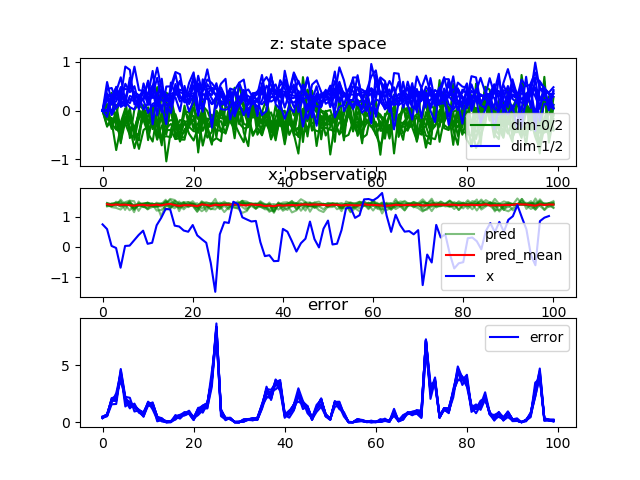 z: state space
1
0
−1
dim-0/2
dim-1/2
0 20 40 60 80 100
x: observation
1
0
−1
pred
pred_mean
x
0 20 40 60 80 100
error
5
0
error
0 20 40 60 80 100